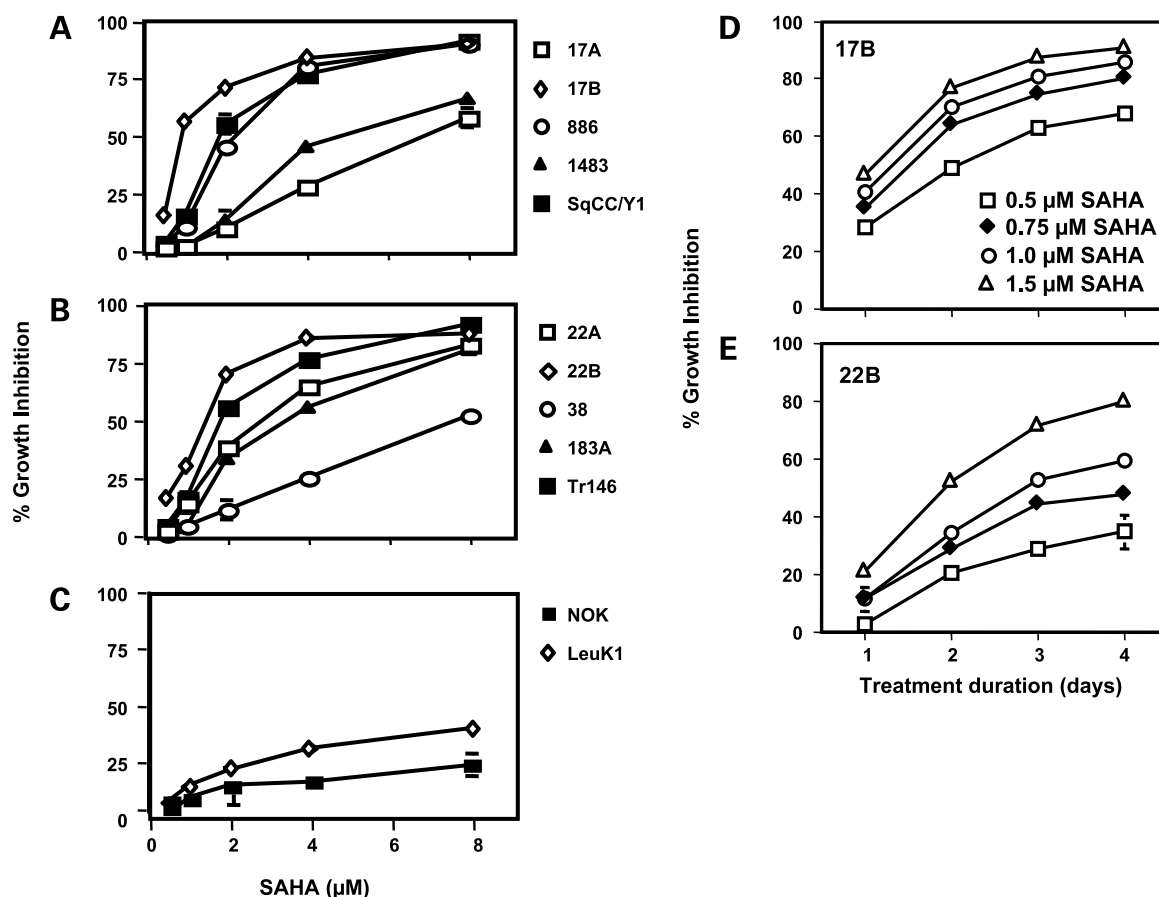 A
100
75
50
25
0
17A
17B
886
1483
SqCC/Y1
B
100
75
50
25
0
22A
22B
38
183A
Tr146
C
100
75
50
25
0
NOK
LeuK1
0 2 4 6 8
SAHA (µM)
% Growth Inhibition
D
17B
100
80
60
40
20
0
0.5 µM SAHA
0.75 µM SAHA
1.0 µM SAHA
1.5 µM SAHA
E
22B
100
80
60
40
20
0
1 2 3 4
Treatment duration (days)
% Growth Inhibition